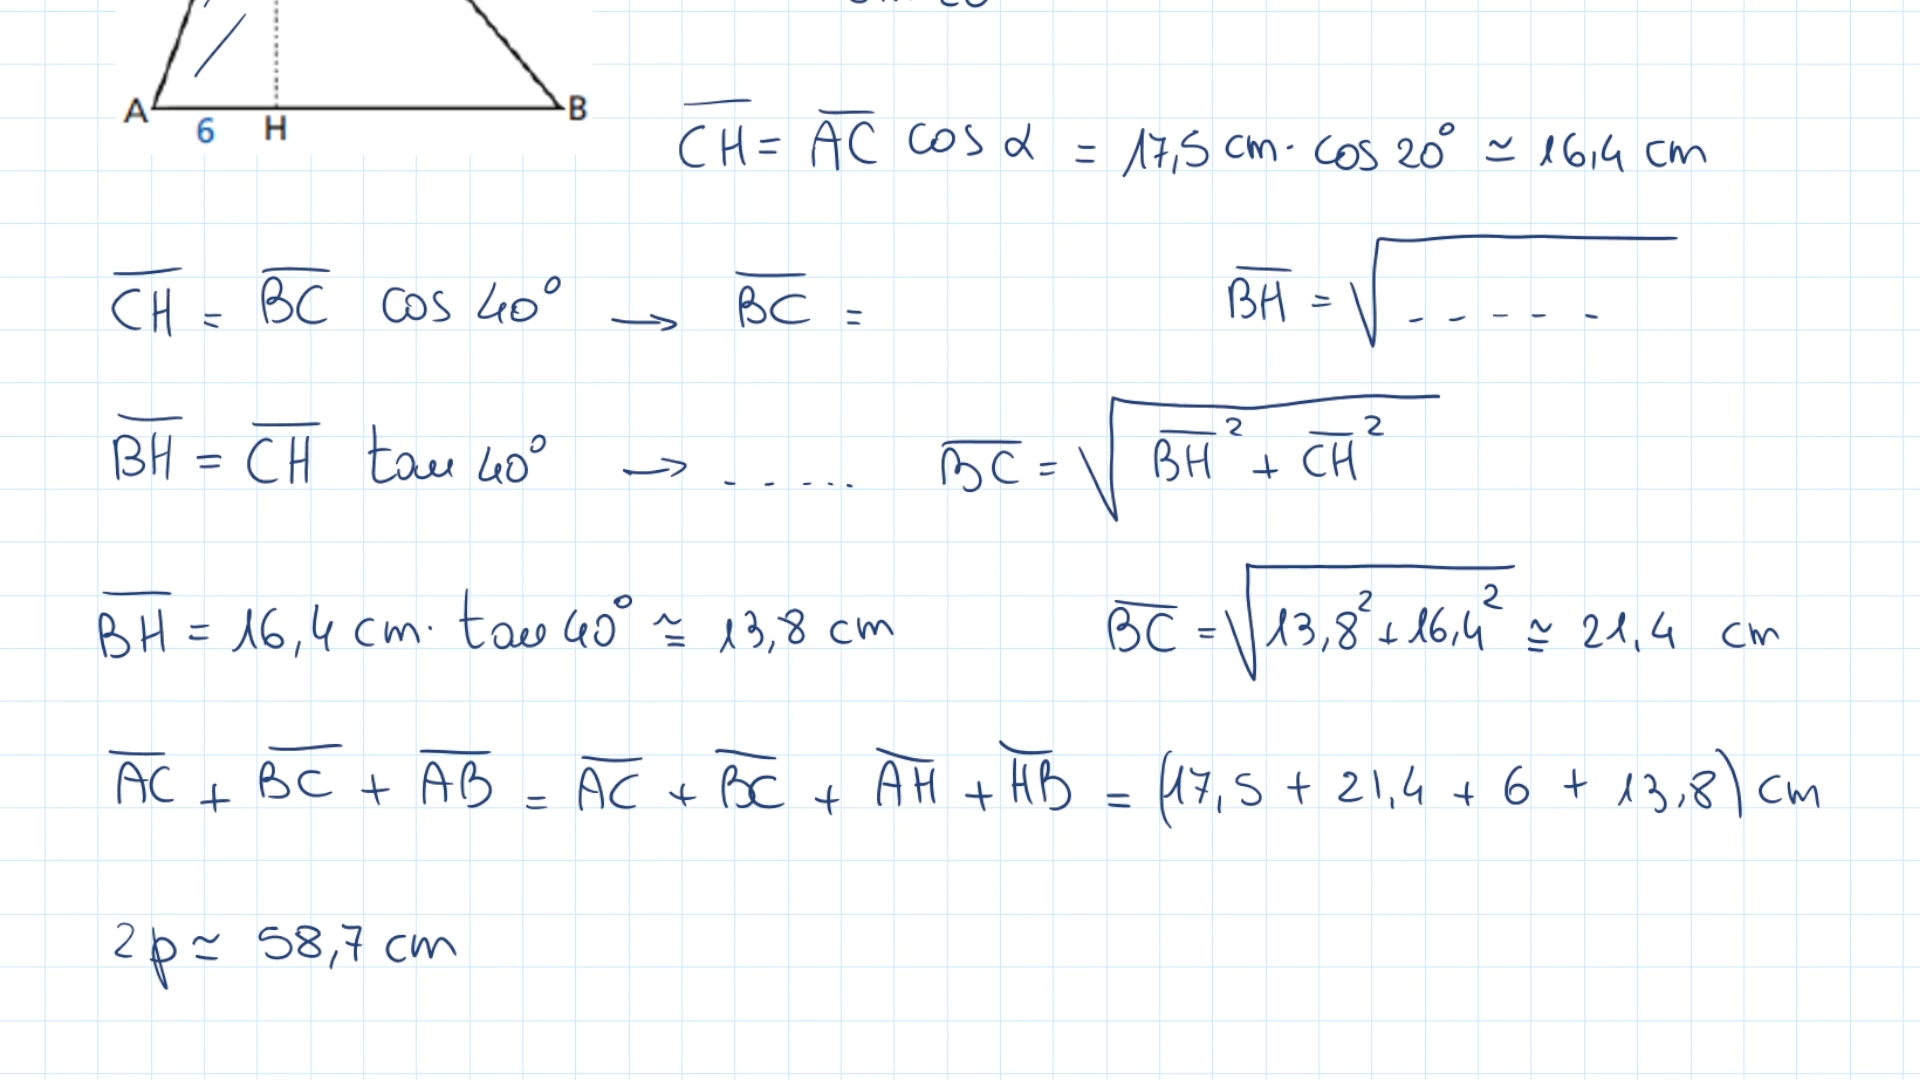 A 6 H B
CH = AC cos α = 17,5 cm · cos 20° ≃ 16,4 cm
CH = BC cos 40° → BC = BH = √- - - - -
BH = CH tan 40° → - - - - - BC = √BH² + CH²
BH = 16,4 cm · tan 40° ≅ 13,8 cm BC = √13,8² + 16,4² ≅ 21,4 cm
AC + BC + AB = AC + BC + AH + HB = (17,5 + 21,4 + 6 + 13,8) cm
2p ≃ 58,7 cm